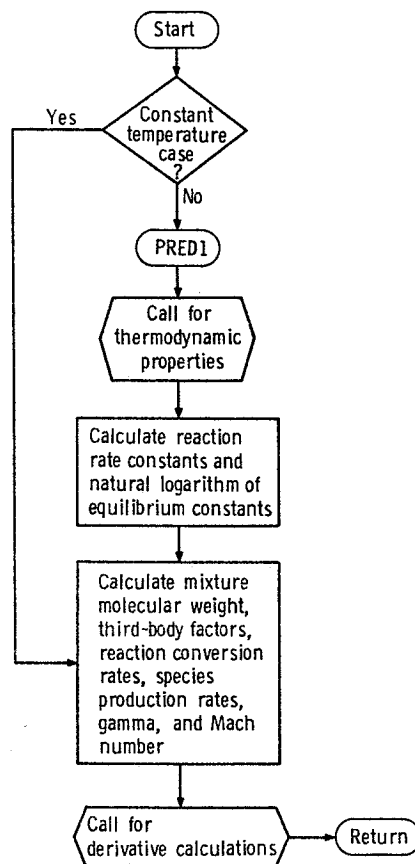 Start
Constant
temperature
case
?
Yes
No
PRED1
Call for
thermodynamic
properties
Calculate reaction
rate constants and
natural logarithm of
equilibrium constants
Calculate mixture
molecular weight,
third-body factors,
reaction conversion
rates, species
production rates,
gamma, and Mach
number
Call for
derivative calculations
Return